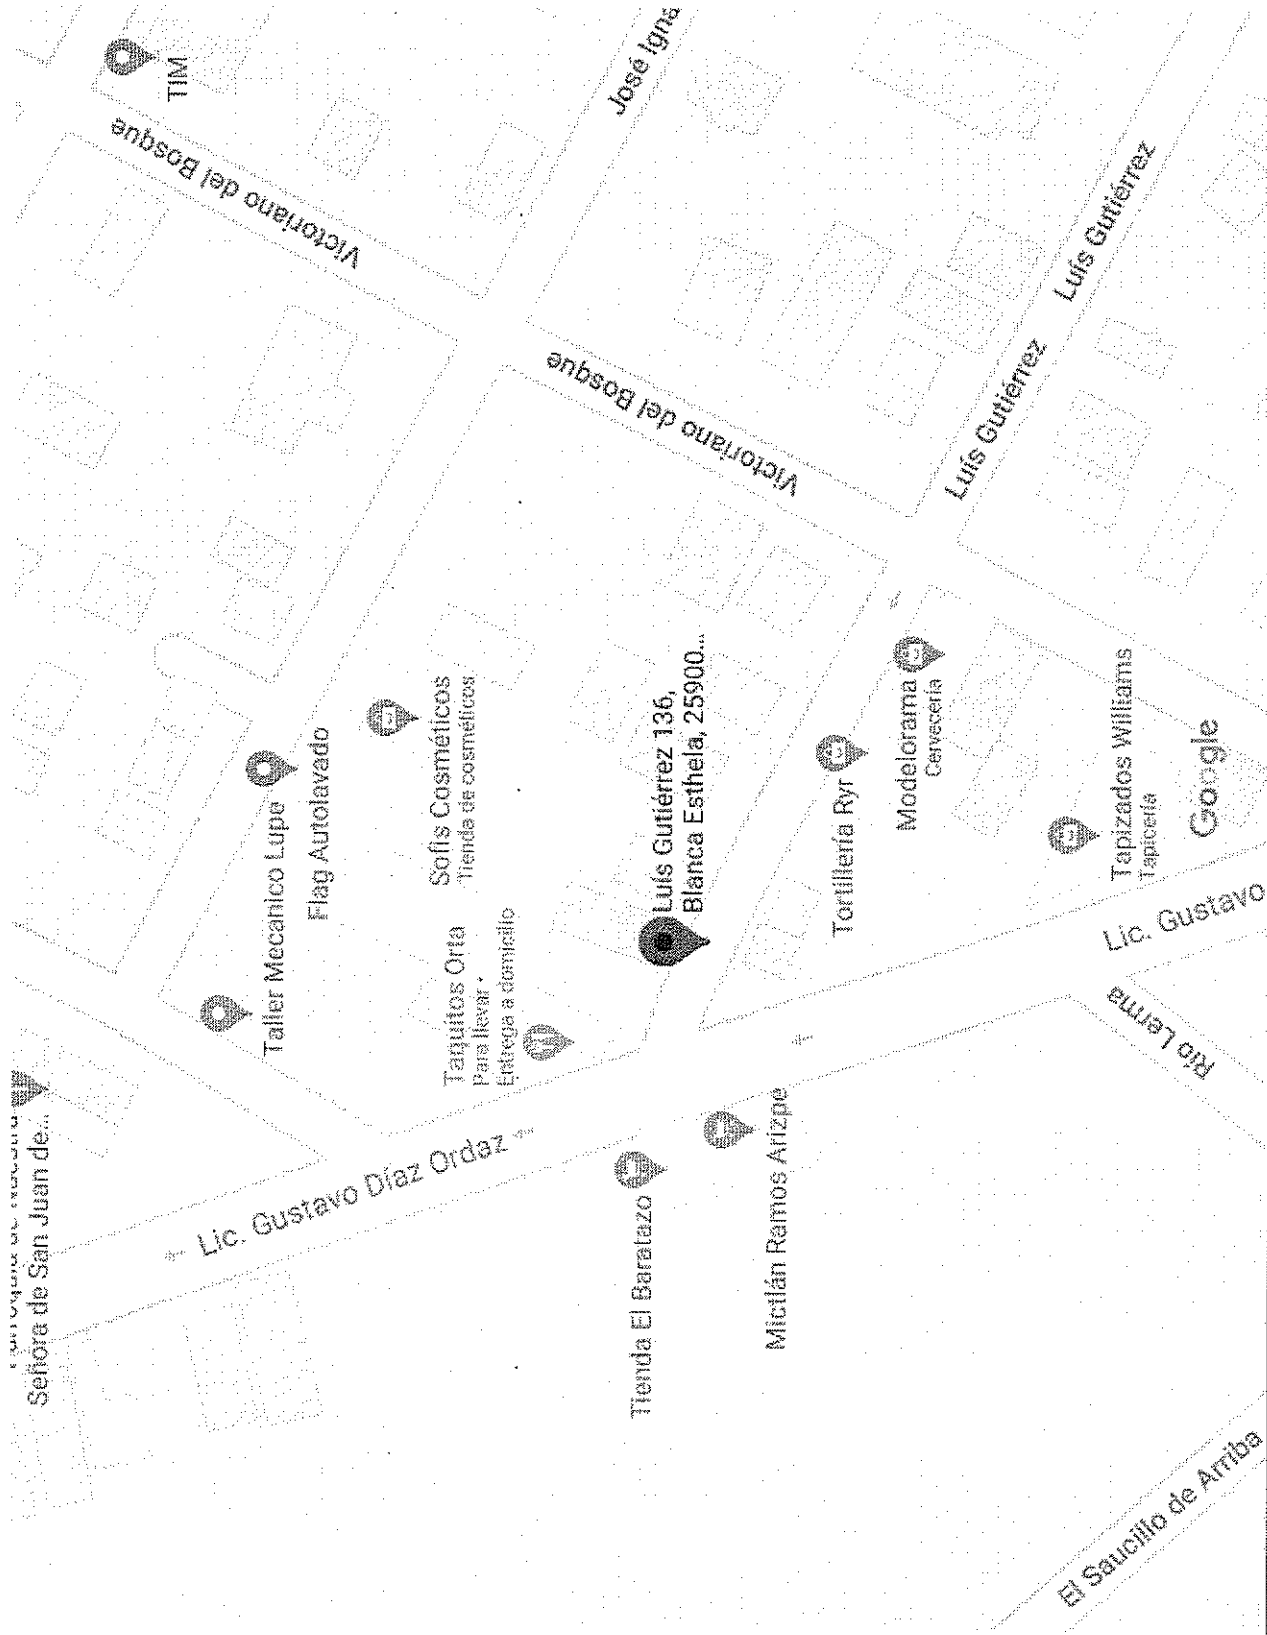 Señora de San Juan de...
TIM
Victoriano del Bosque
Taller Mecanico Lupe
Flag Autolavado
Lic. Gustavo Díaz Ordaz
Sofis Cosméticos
Tienda de cosméticos
Taquitos Orta
Para llevar •
Entrega a domicilio
José Igna
Tienda El Baratazo
Luís Gutiérrez 136,
Blanca Esthela, 25900...
Victoriano del Bosque
Mictlán Ramos Arizpe
Tortillería Ryr
Modelorama
Cervecería
Luís Gutiérrez
Luís Gutiérrez
Tapizados Williams
Tapicería
Río Lerma
Lic. Gustavo
El Saucillo de Arriba
Google